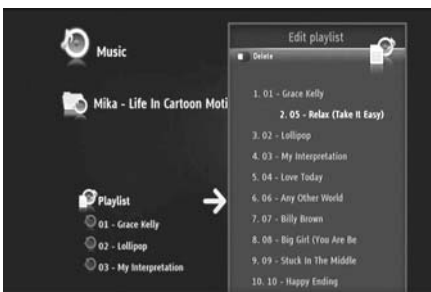 Music
Mika - Life In Cartoon Moti
Playlist
01 - Grace Kelly
02 - Lollipop
03 - My Interpretation
Edit playlist
Delete
1. 01 - Grace Kelly
2. 05 - Relax (Take It Easy)
3. 02 - Lollipop
4. 03 - My Interpretation
5. 04 - Love Today
6. 06 - Any Other World
7. 07 - Billy Brown
8. 08 - Big Girl (You Are Be
9. 09 - Stuck In The Middle
10. 10 - Happy Ending